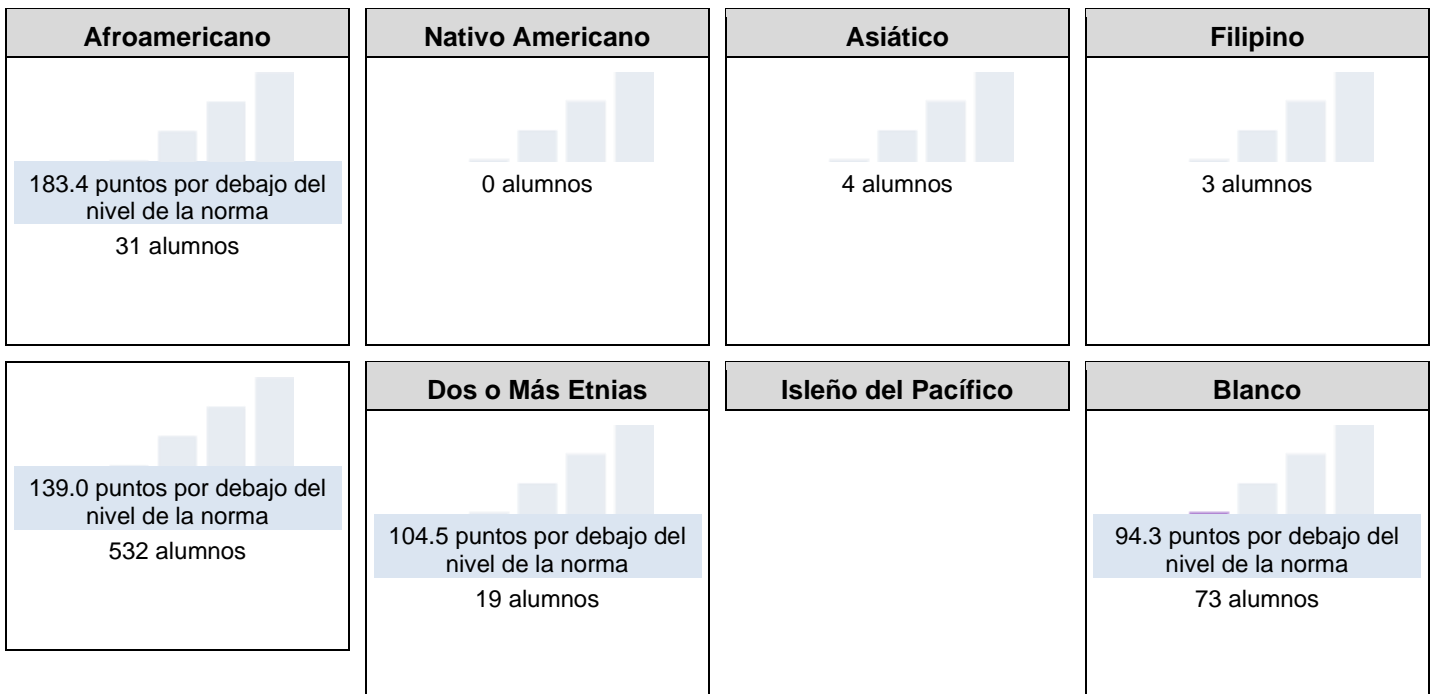 Afroamericano
183.4 puntos por debajo del
nivel de la norma
31 alumnos
Nativo Americano
0 alumnos
Asiático
4 alumnos
Filipino
3 alumnos
139.0 puntos por debajo del
nivel de la norma
532 alumnos
Dos o Más Etnias
104.5 puntos por debajo del
nivel de la norma
19 alumnos
Isleño del Pacífico
Blanco
94.3 puntos por debajo del
nivel de la norma
73 alumnos